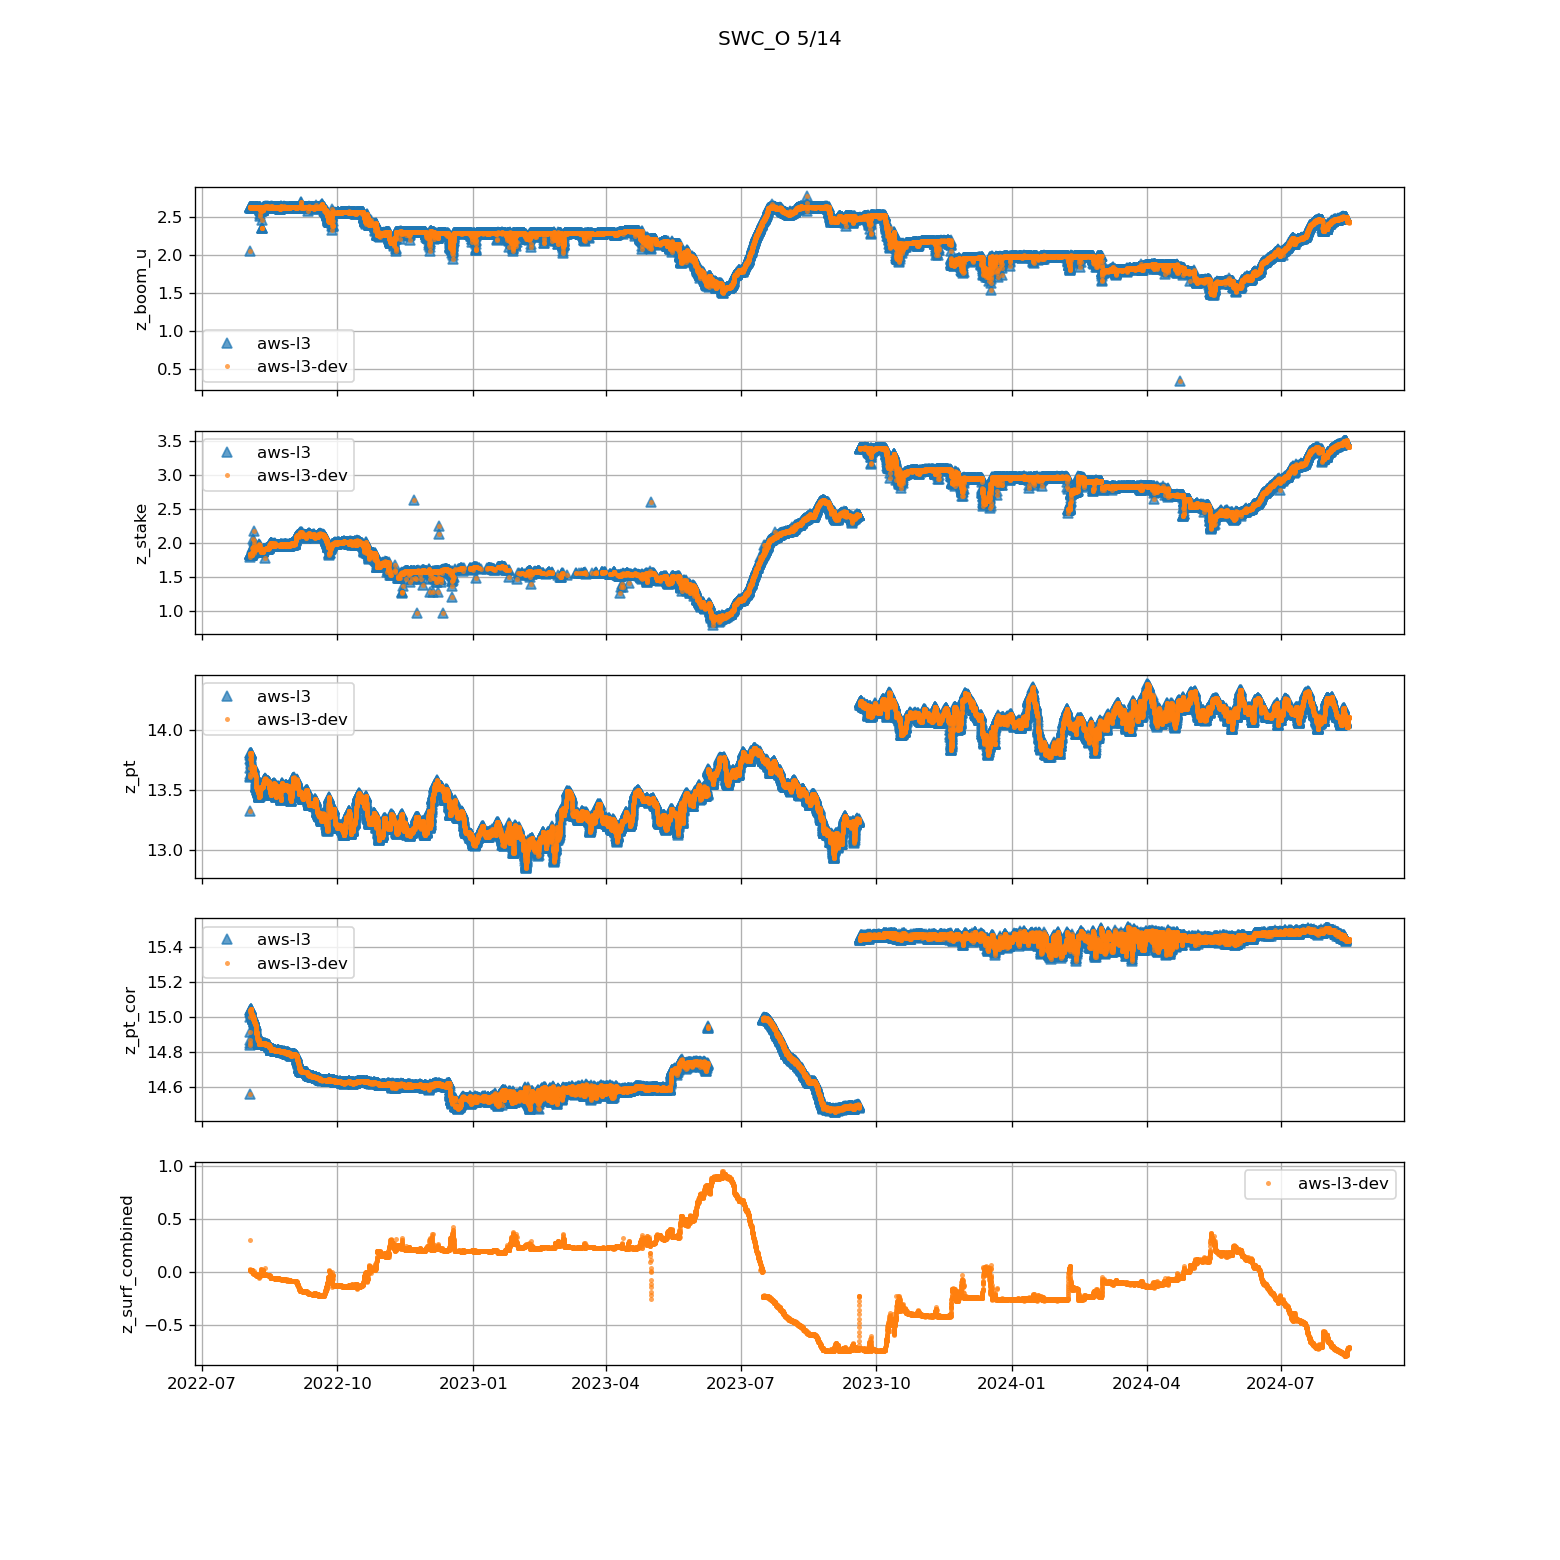 SWC_O 5/14
z_boom_u
2.5
2.0
1.5
1.0
0.5
aws-l3
aws-l3-dev
z_stake
3.5
3.0
2.5
2.0
1.5
1.0
aws-l3
aws-l3-dev
z_pt
14.0
13.5
13.0
aws-l3
aws-l3-dev
z_pt_cor
15.4
15.2
15.0
14.8
14.6
aws-l3
aws-l3-dev
z_surf_combined
1.0
0.5
0.0
−0.5
aws-l3-dev
2022-07
2022-10
2023-01
2023-04
2023-07
2023-10
2024-01
2024-04
2024-07